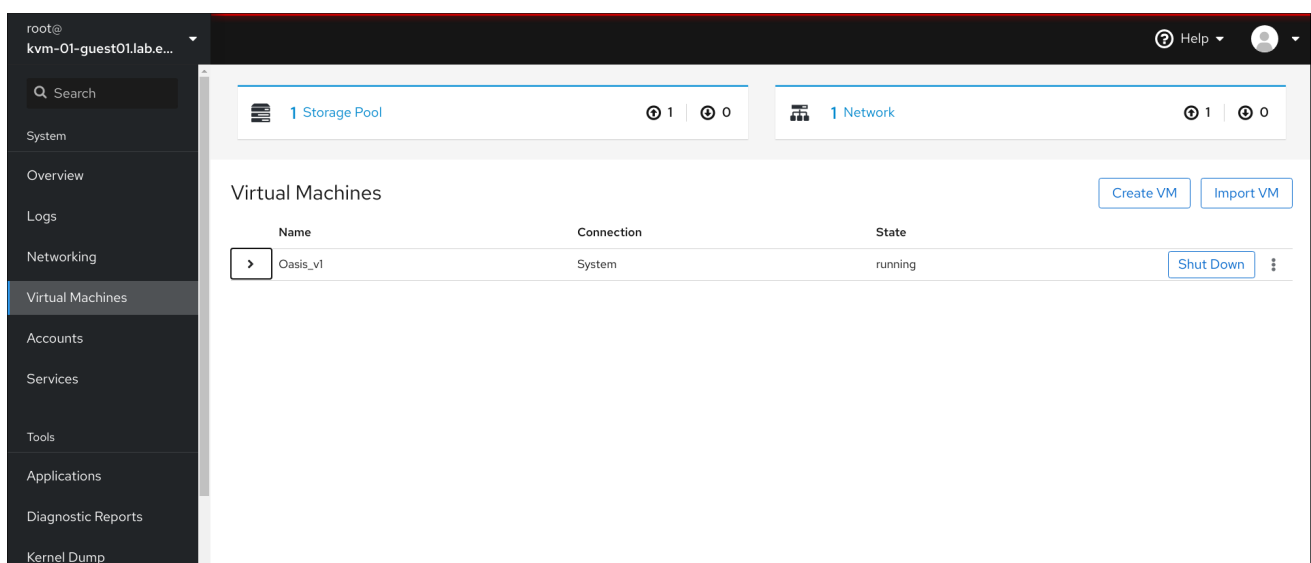 root@
kvm-01-guest01.lab.e...
Help
Search
System
Overview
Logs
Networking
Virtual Machines
Accounts
Services
Tools
Applications
Diagnostic Reports
Kernel Dump
1 Storage Pool 1 0
1 Network 1 0
Virtual Machines Create VM Import VM
Name Connection State
Oasis_v1 System running Shut Down